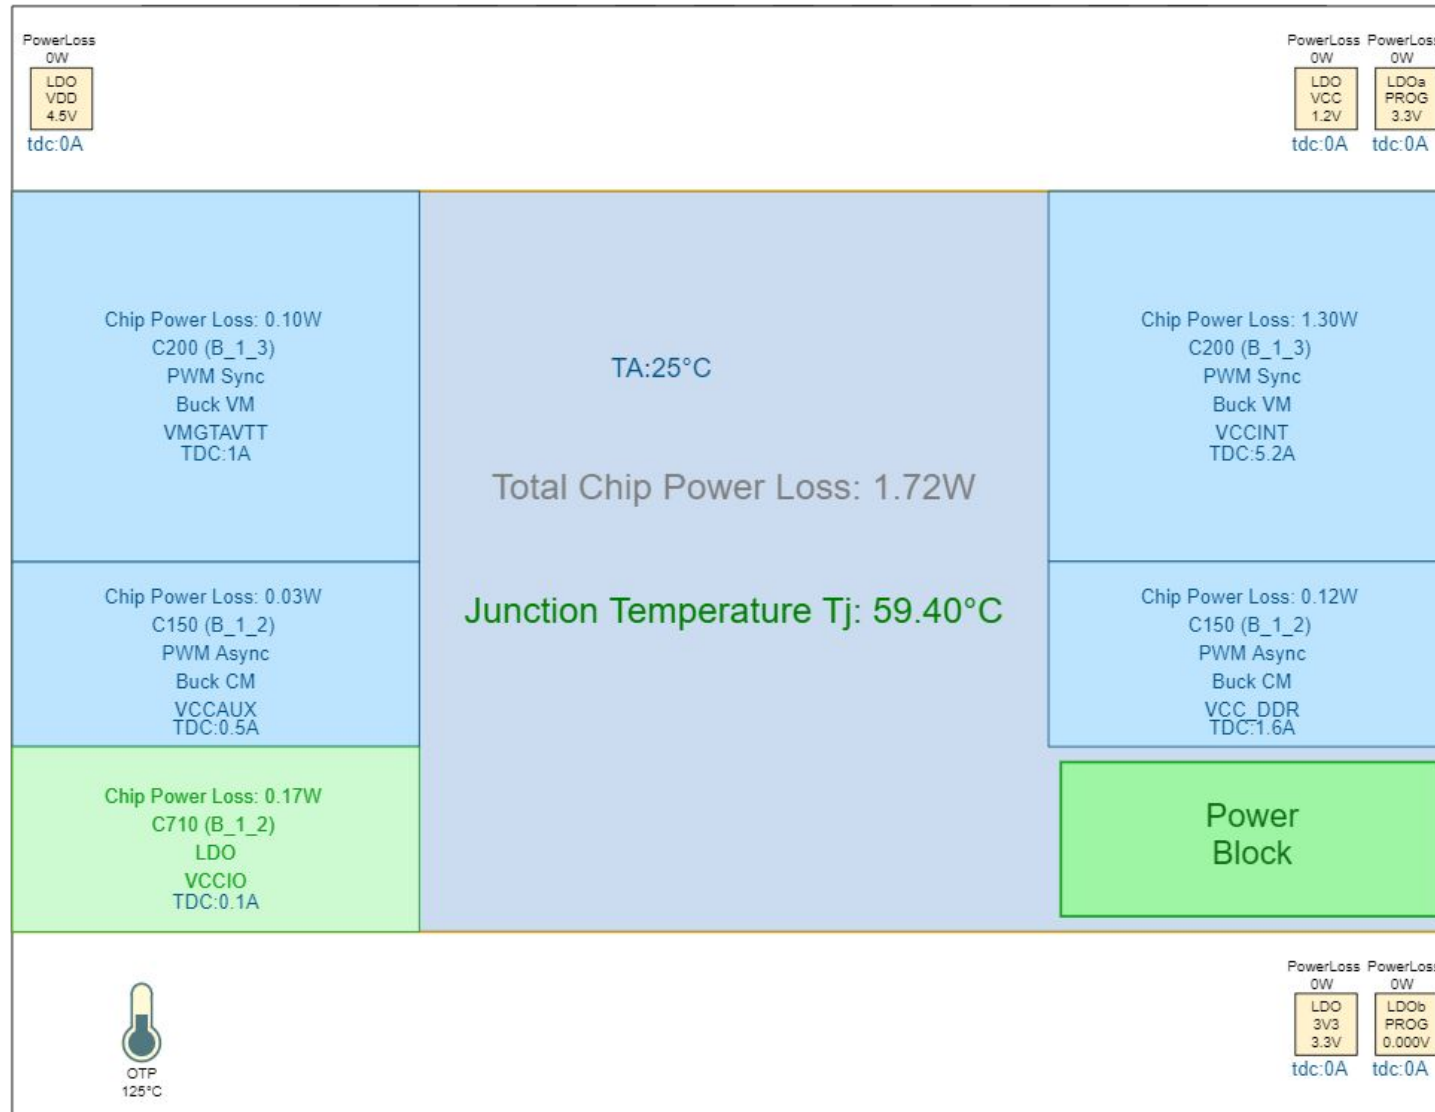 PowerLoss
0W
LDO
VDD
4.5V
tdc:0A
PowerLoss
0W
LDO
VCC
1.2V
tdc:0A
PowerLoss
0W
LDOa
PROG
3.3V
tdc:0A
Chip Power Loss: 0.10W
C200 (B_1_3)
PWM Sync
Buck VM
VMGTAVTT
TDC:1A
TA:25°C
Total Chip Power Loss: 1.72W
Junction Temperature Tj: 59.40°C
Chip Power Loss: 1.30W
C200 (B_1_3)
PWM Sync
Buck VM
VCCINT
TDC:5.2A
Chip Power Loss: 0.03W
C150 (B_1_2)
PWM Async
Buck CM
VCCAUX
TDC:0.5A
Chip Power Loss: 0.12W
C150 (B_1_2)
PWM Async
Buck CM
VCC_DDR
TDC:1.6A
Chip Power Loss: 0.17W
C710 (B_1_2)
LDO
VCCIO
TDC:0.1A
Power
Block
OTP
125°C
PowerLoss
0W
LDO
3V3
3.3V
tdc:0A
PowerLoss
0W
LDOb
PROG
0.000V
tdc:0A